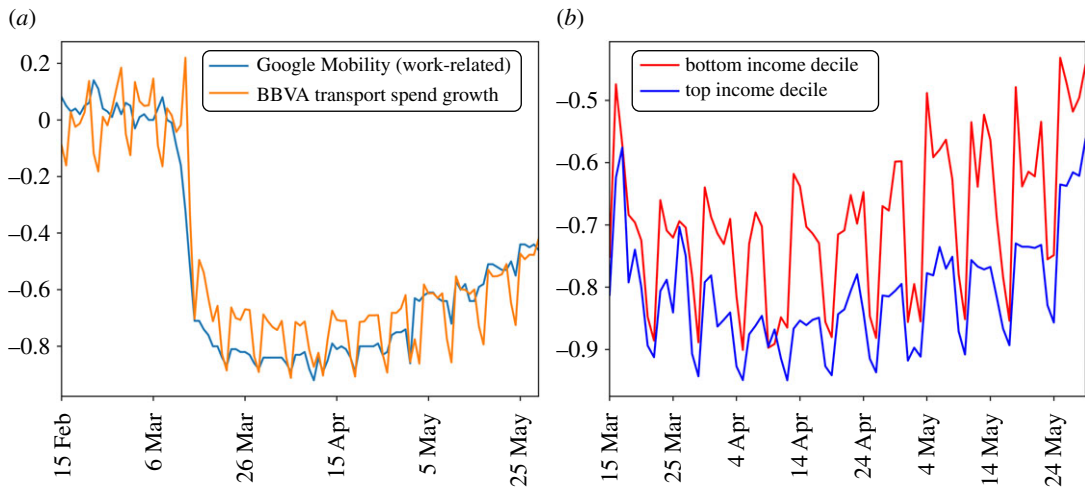 (a)
Google Mobility (work-related)
BBVA transport spend growth
0.2
0
–0.2
–0.4
–0.6
–0.8
15 Feb
6 Mar
26 Mar
15 Apr
5 May
25 May
(b)
bottom income decile
top income decile
–0.5
–0.6
–0.7
–0.8
–0.9
15 Mar
25 Mar
4 Apr
14 Apr
24 Apr
4 May
14 May
24 May